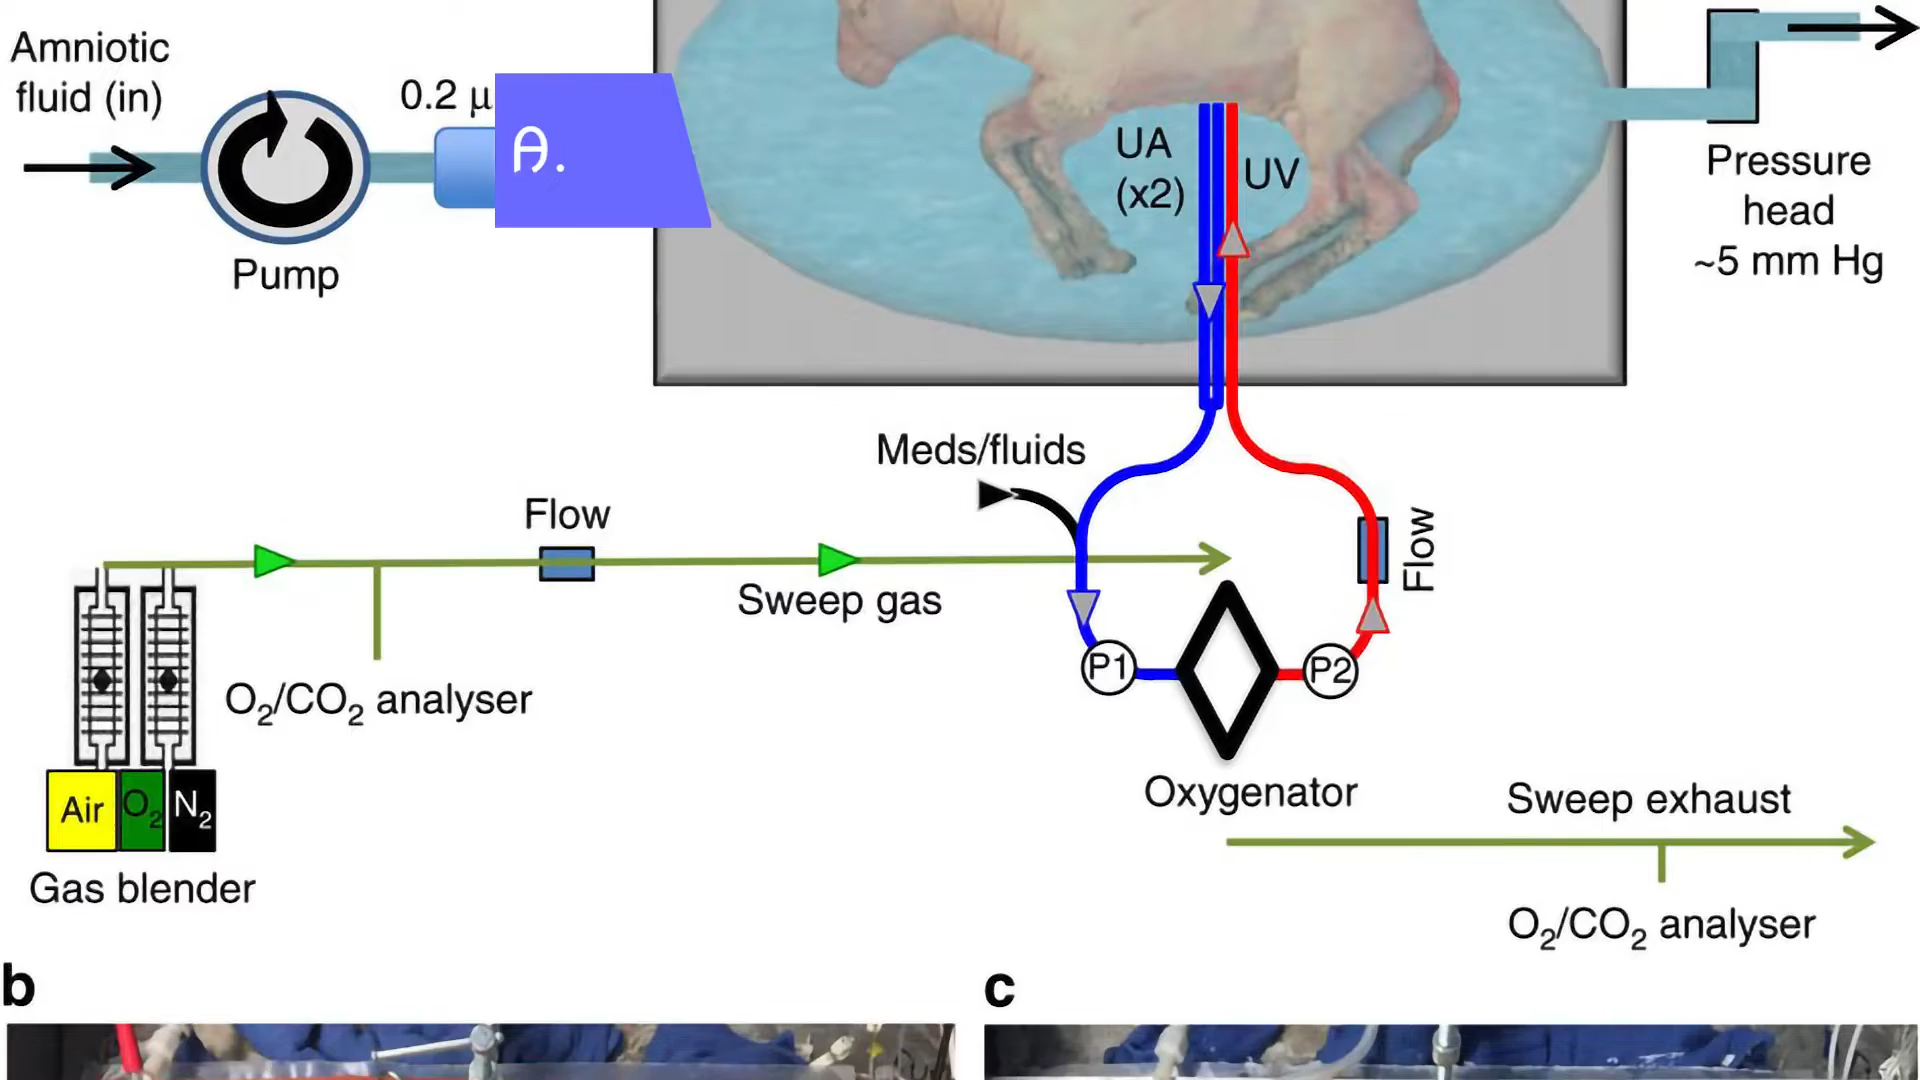 Amniotic
fluid (in)
0.2 μ
Pump
UA
(x2)
UV
Pressure
head
~5 mm Hg
Meds/fluids
Flow
Flow
Sweep gas
P1
P2
O₂/CO₂ analyser
Oxygenator
Air
O₂
N₂
Gas blender
Sweep exhaust
O₂/CO₂ analyser
b
c